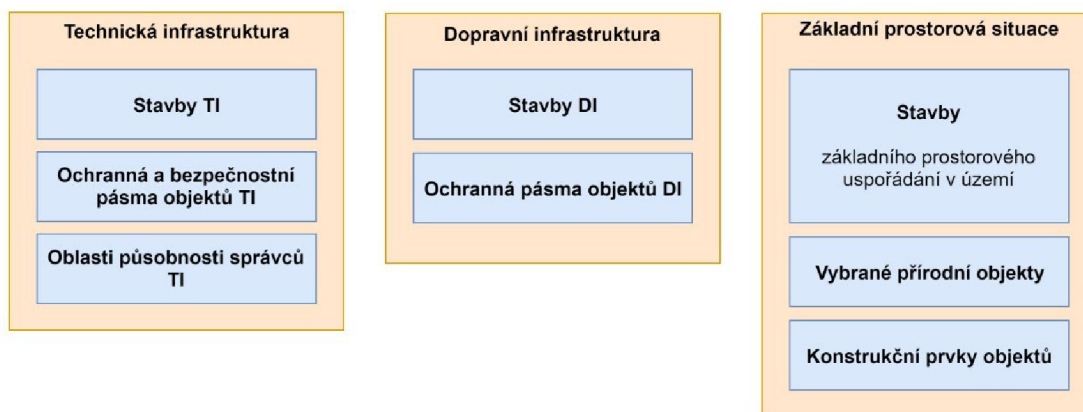 Technická infrastruktura
Stavby TI
Ochranná a bezpečnostní
pásma objektů TI
Oblasti působnosti správců
TI
Dopravní infrastruktura
Stavby DI
Ochranná pásma objektů DI
Základní prostorová situace
Stavby
základního prostorového
uspořádání v území
Vybrané přírodní objekty
Konstrukční prvky objektů